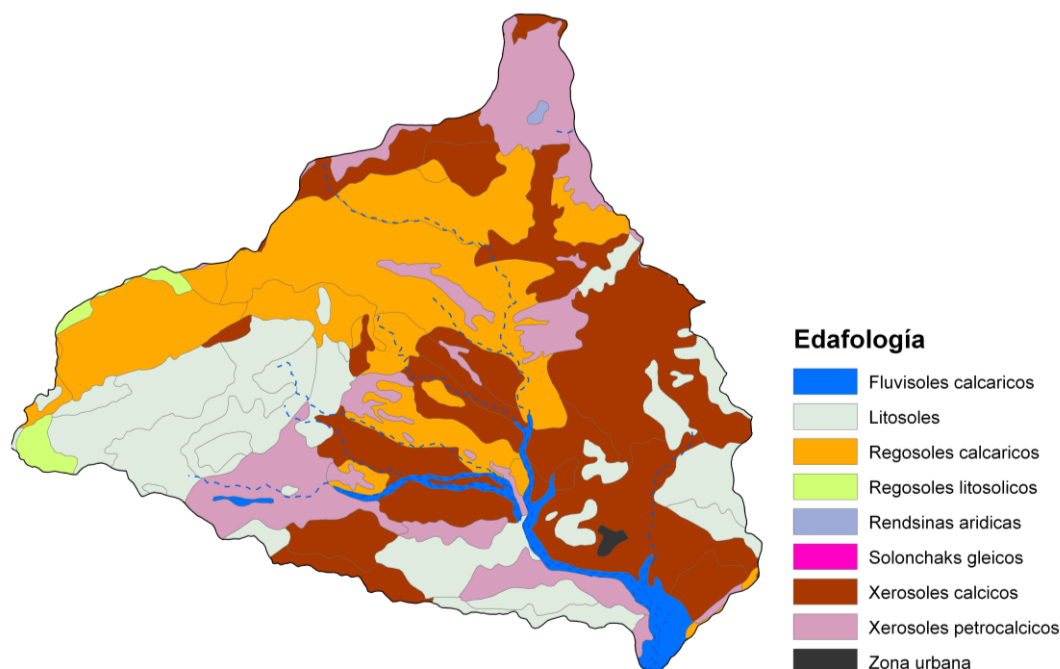 Edafología
Fluvisoles calcaricos
Litosoles
Regosoles calcaricos
Regosoles litosolicos
Rendsinas aridicas
Solonchaks gleicos
Xerosoles calcicos
Xerosoles petrocalcicos
Zona urbana